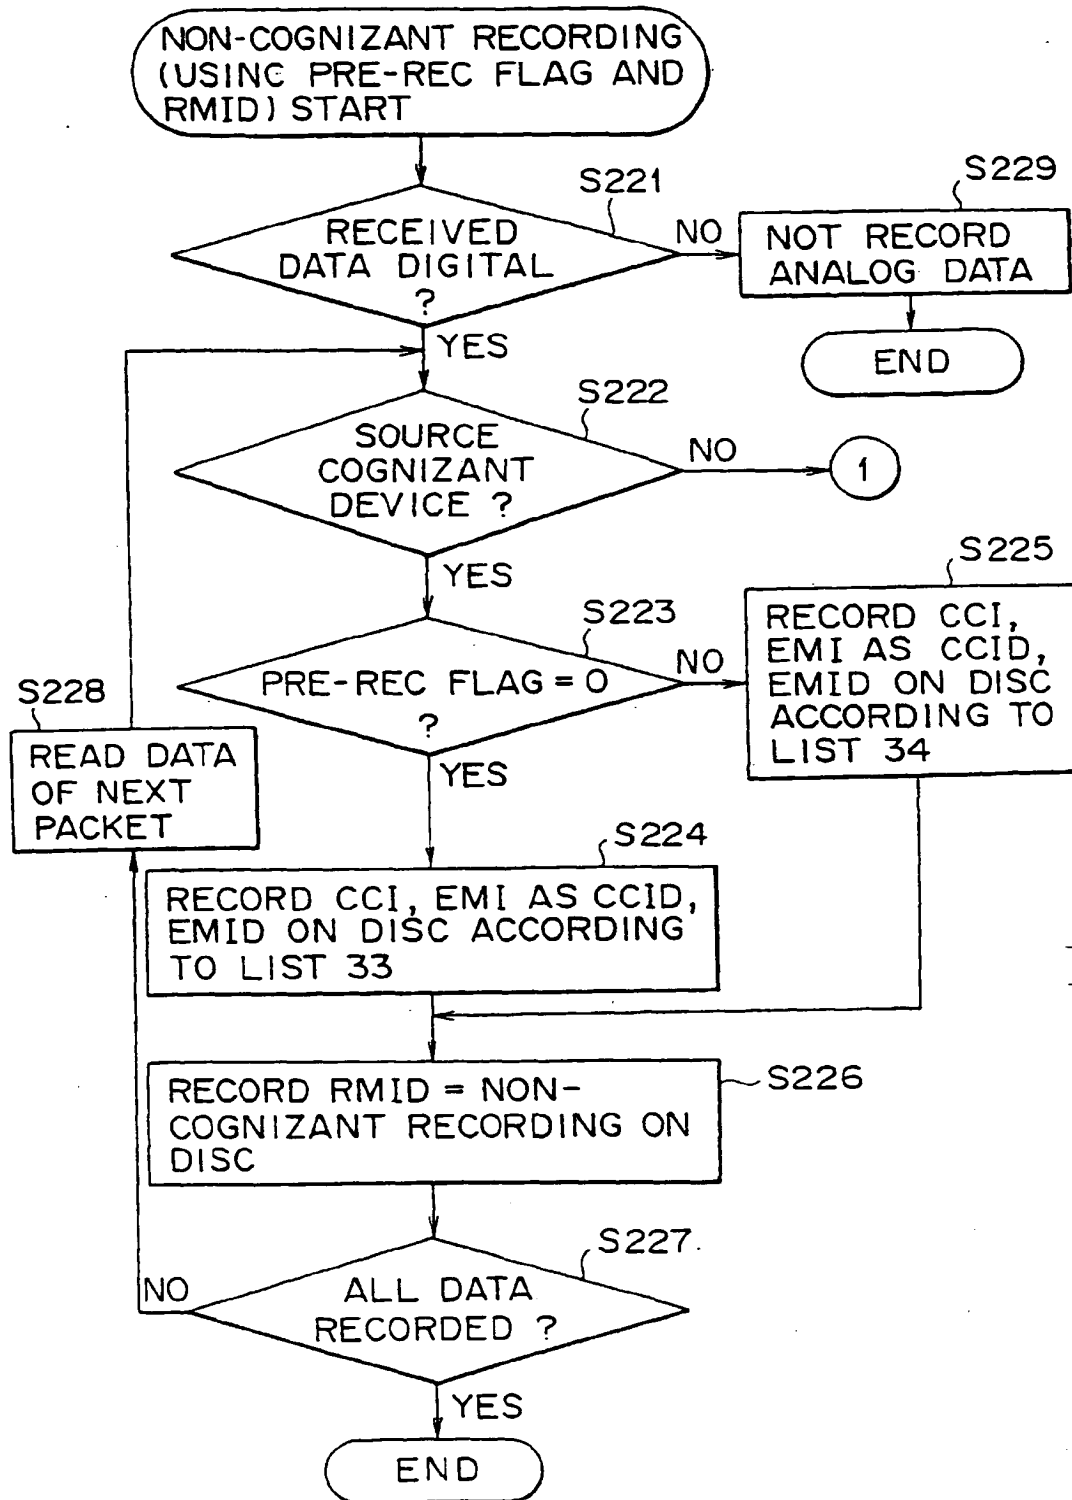 NON-COGNIZANT RECORDING
(USING PRE-REC FLAG AND
RMID) START
S221
RECEIVED
DATA DIGITAL
?
NO
S229
NOT RECORD
ANALOG DATA
END
YES
S222
SOURCE
COGNIZANT
DEVICE ?
NO
1
YES
S223
PRE-REC FLAG = 0
?
NO
S225
RECORD CCI,
EMI AS CCID,
EMID ON DISC
ACCORDING TO
LIST 34
YES
S228
READ DATA
OF NEXT
PACKET
S224
RECORD CCI, EMI AS CCID,
EMID ON DISC ACCORDING
TO LIST 33
RECORD RMID = NON-
COGNIZANT RECORDING ON
DISC
S226
S227
ALL DATA
RECORDED ?
NO
YES
END